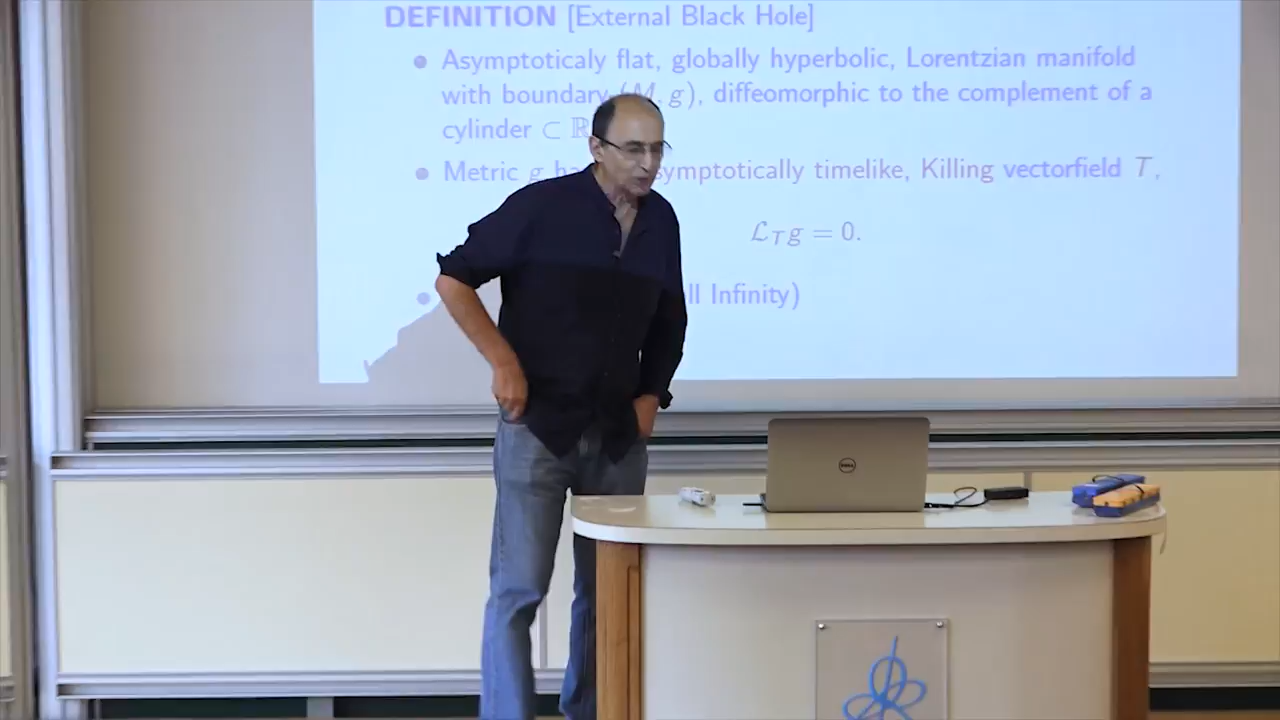 DEFINITION [External Black Hole]
• Asymptoticaly flat, globally hyperbolic, Lorentzian manifold
with boundary (M, g), diffeomorphic to the complement of a
cylinder ⊂ ℝ
• Metric g symptotically timelike, Killing vectorfield T,
ℒ_T g = 0.
• Infinity)
DELL